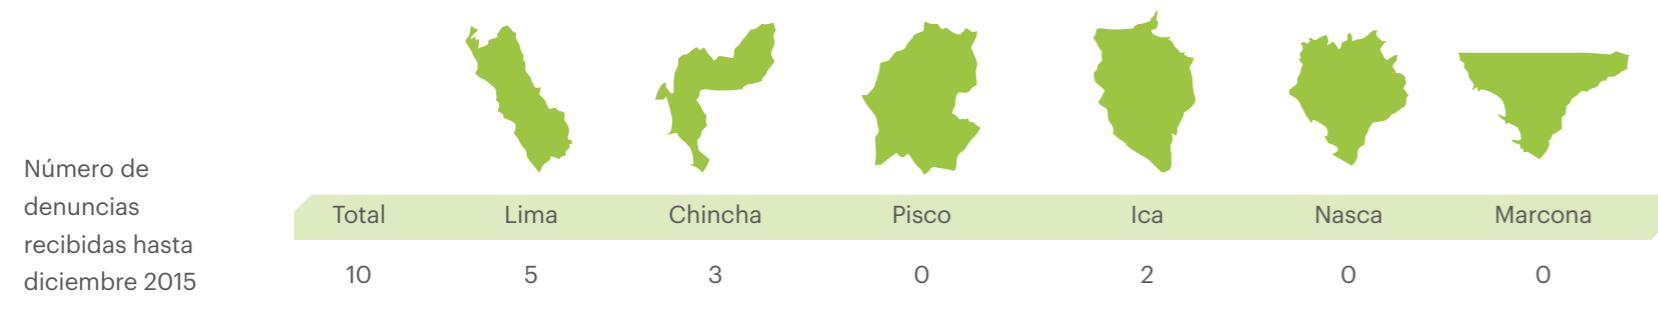 Número de
denuncias
recibidas hasta
diciembre 2015
Total Lima Chincha Pisco Ica Nasca Marcona
10 5 3 0 2 0 0